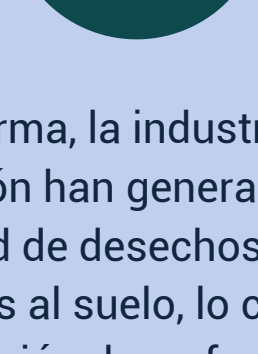 rma, la industr
ón han genera
d de desechos
s al suelo, lo c